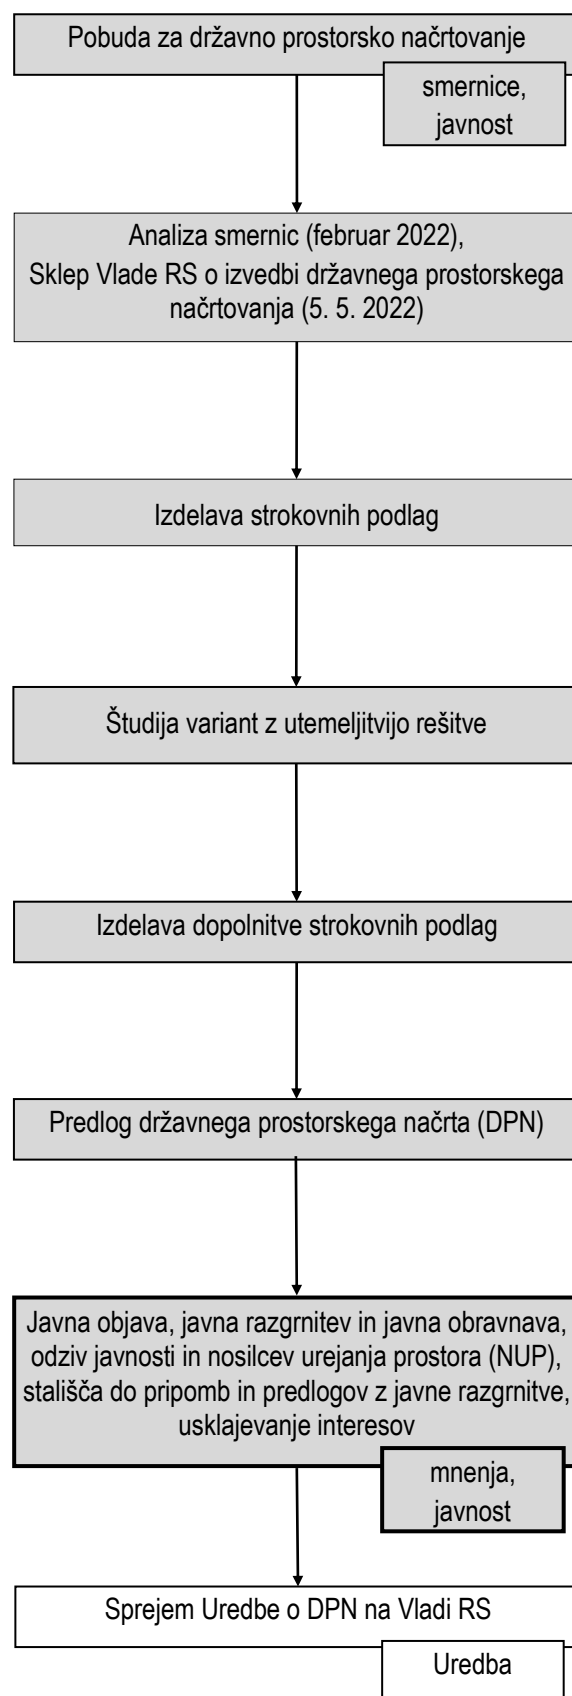 Pobuda za državno prostorsko načrtovanje
smernice,
javnost
Analiza smernic (februar 2022),
Sklep Vlade RS o izvedbi državnega prostorskega
načrtovanja (5. 5. 2022)
Izdelava strokovnih podlag
Študija variant z utemeljitvijo rešitve
Izdelava dopolnitve strokovnih podlag
Predlog državnega prostorskega načrta (DPN)
Javna objava, javna razgrnitev in javna obravnava,
odziv javnosti in nosilcev urejanja prostora (NUP),
stališča do pripomb in predlogov z javne razgrnitve,
usklajevanje interesov
mnenja,
javnost
Sprejem Uredbe o DPN na Vladi RS
Uredba